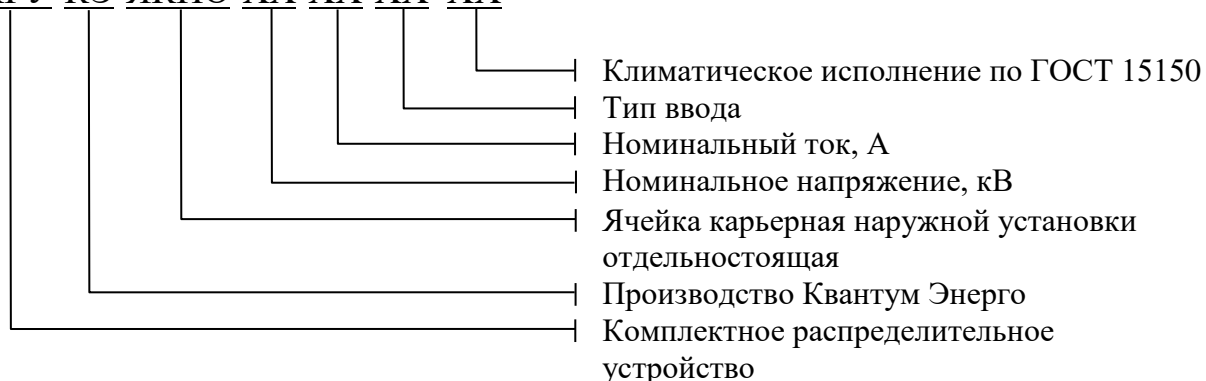 Климатическое исполнение по ГОСТ 15150
Тип ввода
Номинальный ток, А
Номинальное напряжение, кВ
Ячейка карьерная наружной установки
отдельностоящая
Производство Квантум Энерго
Комплектное распределительное
устройство